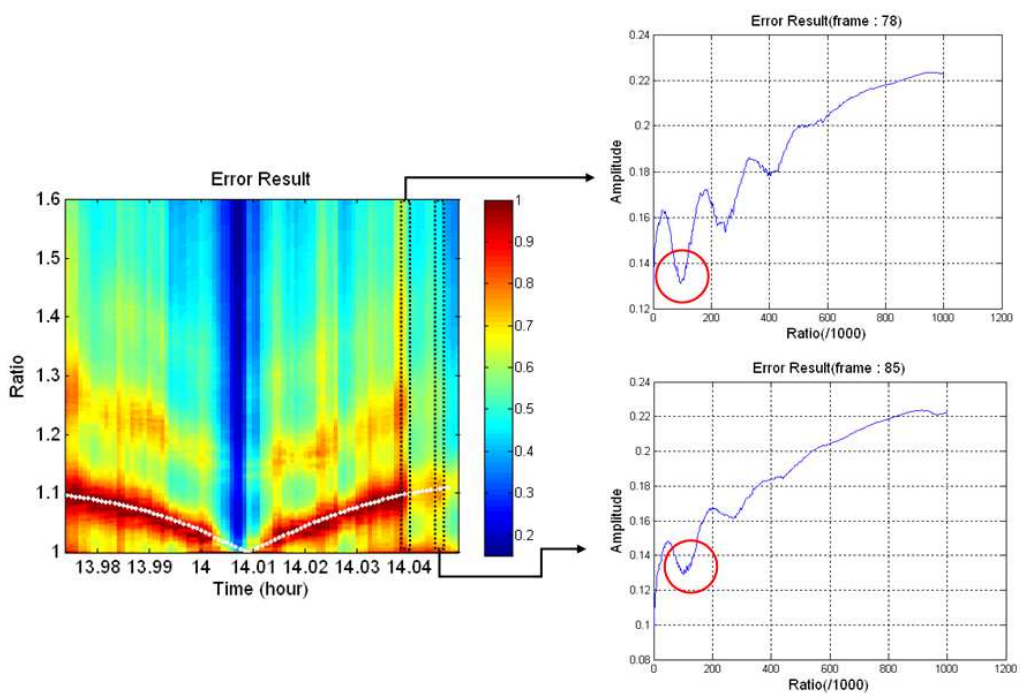 Error Result
Ratio
1.6
1.5
1.4
1.3
1.2
1.1
1
13.98 13.99 14 14.01 14.02 14.03 14.04
Time (hour)
1
0.9
0.8
0.7
0.6
0.5
0.4
0.3
0.2
Error Result(frame : 78)
Amplitude
0.24
0.22
0.2
0.18
0.16
0.14
0.12
0 200 400 600 800 1000 1200
Ratio(/1000)
Error Result(frame : 85)
Amplitude
0.24
0.22
0.2
0.18
0.16
0.14
0.12
0.1
0.08
0 200 400 600 800 1000 1200
Ratio(/1000)